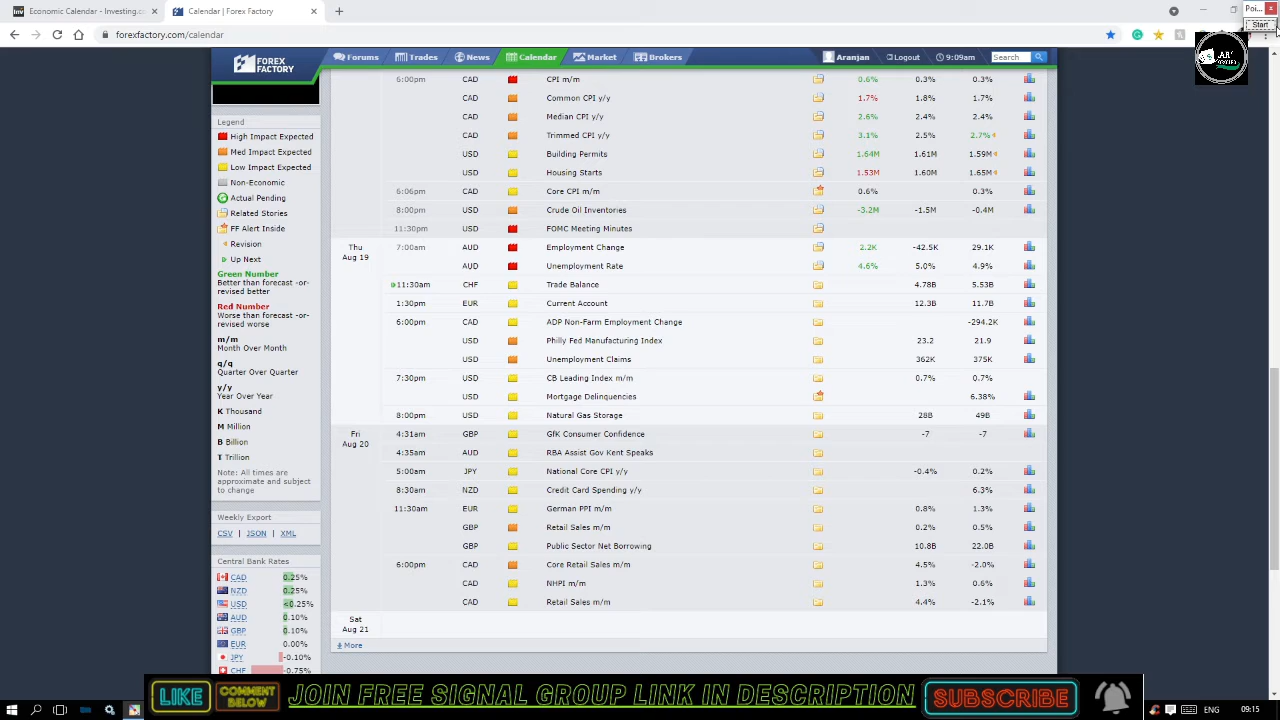 Economic Calendar - Investing.c
Calendar | Forex Factory
Poi...
Start
forexfactory.com/calendar
FOREX FACTORY
Forums
Trades
News
Calendar
Market
Brokers
Aranjan
Logout
9:09am
Search
Legend
High Impact Expected
Med Impact Expected
Low Impact Expected
Non-Economic
Actual Pending
Related Stories
FF Alert Inside
Revision
Up Next
Green Number
Better than forecast -or-
revised better
Red Number
Worse than forecast -or-
revised worse
m/m
Month Over Month
q/q
Quarter Over Quarter
y/y
Year Over Year
K Thousand
M Million
B Billion
T Trillion
Note: All times are
approximate and subject
to change
Weekly Export
CSV | JSON | XML
Central Bank Rates
CAD 0.25%
NZD 0.25%
USD <0.25%
AUD 0.10%
GBP 0.10%
EUR 0.00%
JPY -0.10%
CHF -0.75%
6:00pm CAD CPI m/m 0.6% 0.3% 0.3%
CAD Common CPI y/y 1.7% 1.8% 1.7%
CAD Median CPI y/y 2.6% 2.4% 2.4%
CAD Trimmed CPI y/y 3.1% 2.5% 2.7%
USD Building Permits 1.64M 1.61M 1.59M
USD Housing Starts 1.53M 1.60M 1.65M
6:06pm CAD Core CPI m/m 0.6% 0.3%
8:00pm USD Crude Oil Inventories -3.2M -1.5M -0.4M
11:30pm USD FOMC Meeting Minutes
Thu
Aug 19
7:00am AUD Employment Change 2.2K -42.5K 29.1K
AUD Unemployment Rate 4.6% 5.0% 4.9%
11:30am CHF Trade Balance 4.78B 5.53B
1:30pm EUR Current Account 12.3B 11.7B
6:00pm CAD ADP Non-Farm Employment Change -294.2K
USD Philly Fed Manufacturing Index 23.2 21.9
USD Unemployment Claims 362K 375K
7:30pm USD CB Leading Index m/m 0.7% 0.7%
USD Mortgage Delinquencies 6.38%
8:00pm USD Natural Gas Storage 28B 49B
Fri
Aug 20
4:31am GBP GfK Consumer Confidence -7 -7
4:35am AUD RBA Assist Gov Kent Speaks
5:00am JPY National Core CPI y/y -0.4% 0.2%
8:30am NZD Credit Card Spending y/y 6.3%
11:30am EUR German PPI m/m 0.8% 1.3%
GBP Retail Sales m/m 0.2% 0.5%
GBP Public Sector Net Borrowing 10.8B 22.0B
6:00pm CAD Core Retail Sales m/m -4.5% -2.0%
CAD NHPI m/m 1.3% 0.6%
CAD Retail Sales m/m -4.4% -2.1%
Sat
Aug 21
More
LIKE
COMMENT
BELOW
JOIN FREE SIGNAL GROUP LINK IN DESCRIPTION
SUBSCRIBE
ENG
09:15